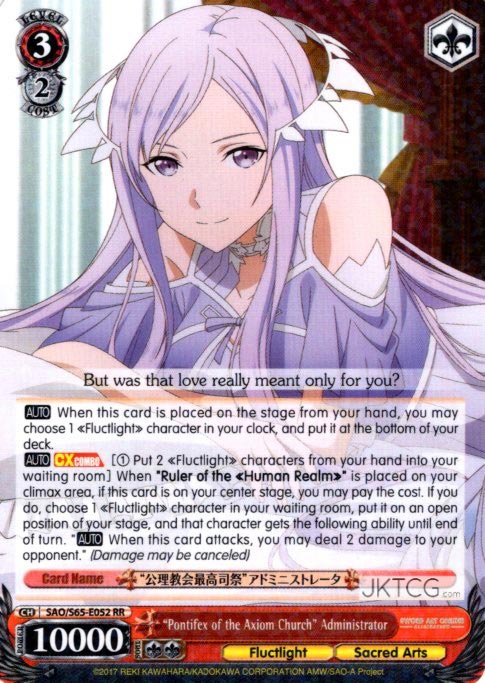 LEVEL
3
2
COST
But was that love really meant only for you?
AUTO When this card is placed on the stage from your hand, you may
choose 1 «Fluctlight» character in your clock, and put it at the bottom of your
deck.
AUTO CXCOMBO [① Put 2 «Fluctlight» characters from your hand into your
waiting room] When "Ruler of the «Human Realm»" is placed on your
climax area, if this card is on your center stage, you may pay the cost. If you
do, choose 1 «Fluctlight» character in your waiting room, put it on an open
position of your stage, and that character gets the following ability until end
of turn. "AUTO When this card attacks, you may deal 2 damage to your
opponent." (Damage may be canceled)
Card Name "公理教会最高司祭"アドミニストレータ
JKTCG.com
CH SAO/S65-E052 RR
POWER 10000 SOUL
"Pontifex of the Axiom Church" Administrator
SWORD ART ONLINE
ALICIZATION
Fluctlight Sacred Arts
©2017 REKI KAWAHARA/KADOKAWA CORPORATION AMW/SAO-A Project